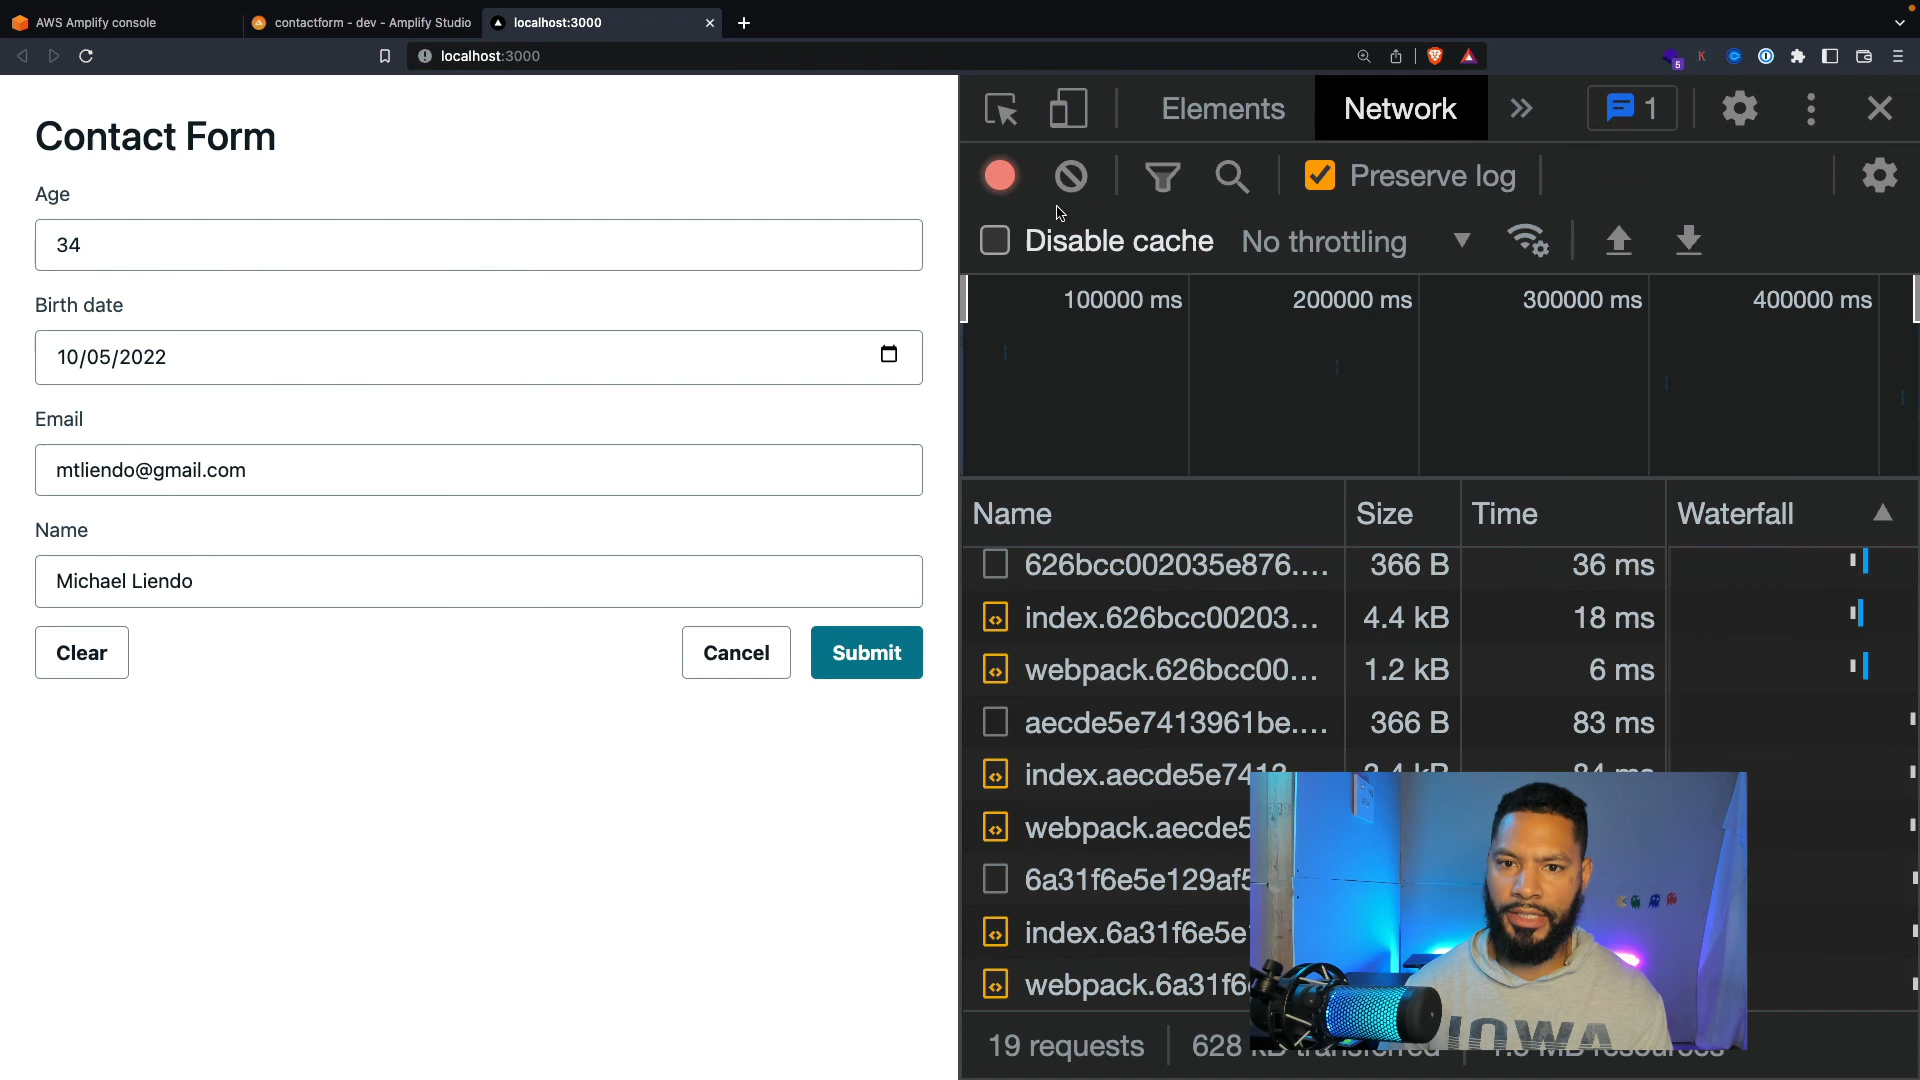 AWS Amplify console
contactform - dev - Amplify Studio
localhost:3000
localhost:3000
5
K
Contact Form
Age
34
Birth date
10/05/2022
Email
mtliendo@gmail.com
Name
Michael Liendo
Clear
Cancel
Submit
Elements
Network
1
Preserve log
Disable cache
No throttling
100000 ms
200000 ms
300000 ms
400000 ms
Name
Size
Time
Waterfall
626bcc002035e876....
366 B
36 ms
index.626bcc00203...
4.4 kB
18 ms
webpack.626bcc00...
1.2 kB
6 ms
aecde5e7413961be....
366 B
83 ms
index.aecde5e7413
webpack.aecde5
6a31f6e5e129af5
index.6a31f6e5e
webpack.6a31f6
IOWA
19 requests
628 kB transferred